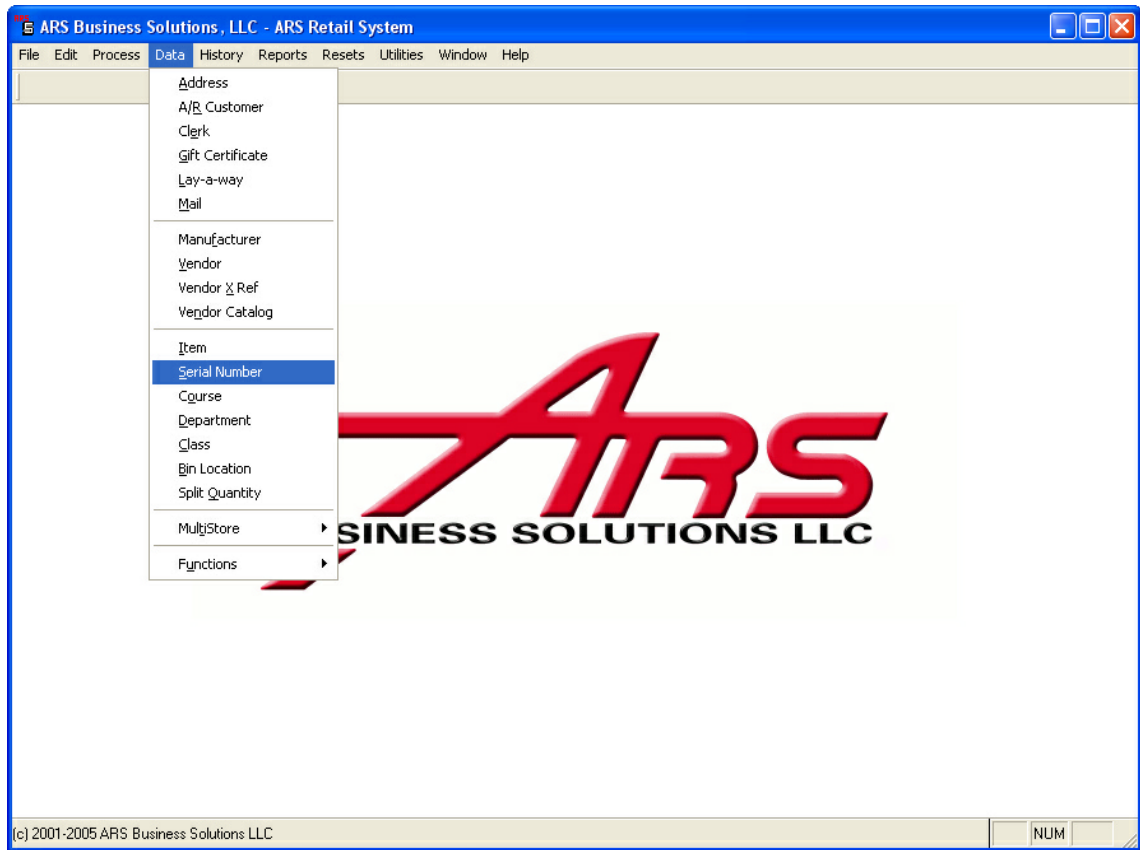 ARS Business Solutions, LLC - ARS Retail System
File Edit Process Data History Reports Resets Utilities Window Help
Address
A/R Customer
Clerk
Gift Certificate
Lay-a-way
Mail
Manufacturer
Vendor
Vendor X Ref
Vendor Catalog
Item
Serial Number
Course
Department
Class
Bin Location
Split Quantity
MultiStore
Functions
ARS
SINESS SOLUTIONS LLC
(c) 2001-2005 ARS Business Solutions LLC NUM